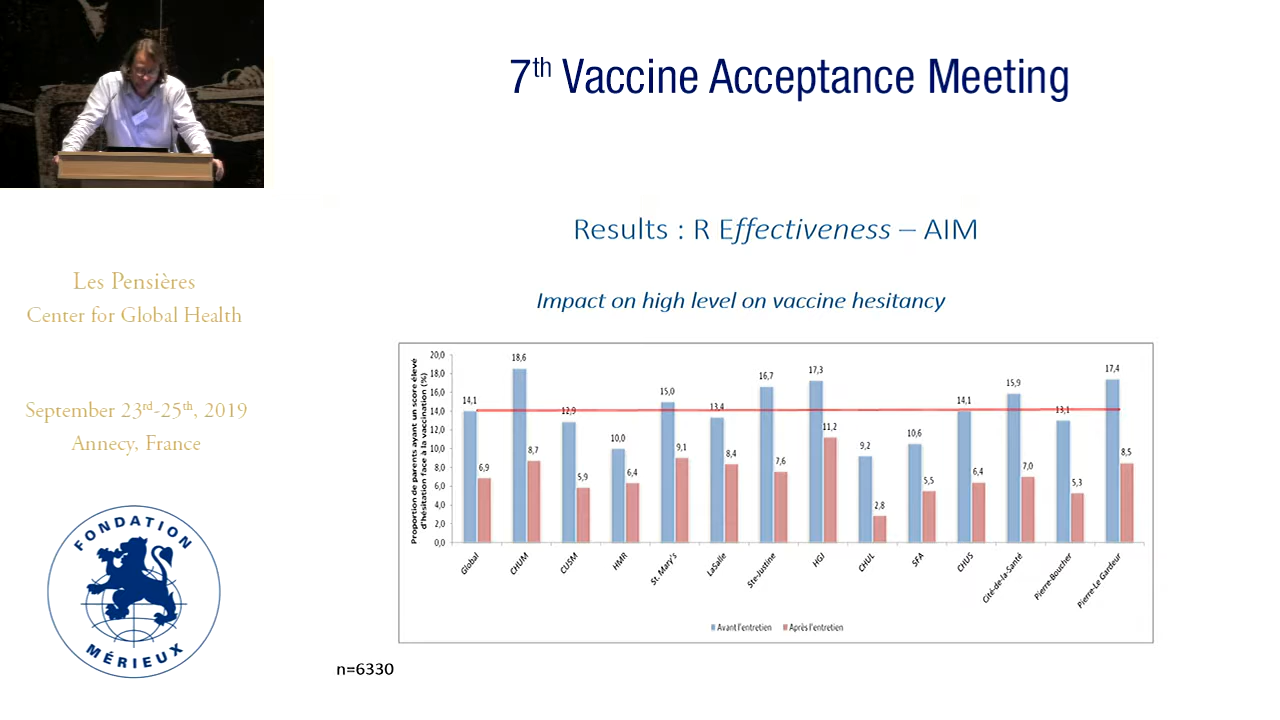 7th Vaccine Acceptance Meeting
Les Pensières
Center for Global Health
September 23rd-25th, 2019
Annecy, France
FONDATION
MÉRIEUX
Results : R Effectiveness – AIM
Impact on high level on vaccine hesitancy
Proportion de parents ayant un score élevé
d'hésitation face à la vaccination (%)
20,0
18,0
16,0
14,0
12,0
10,0
8,0
6,0
4,0
2,0
0,0
14,1
6,9
18,6
8,7
12,9
5,9
10,0
6,4
15,0
9,1
13,4
8,4
16,7
7,6
17,3
11,2
9,2
2,8
10,6
5,5
14,1
6,4
15,9
7,0
13,1
5,3
17,4
8,5
Global
CHUM
CUSM
HMR
St. Mary's
LaSalle
Ste-Justine
HGJ
CHUL
SFA
CHUS
Cité-de-la-Santé
Pierre-Boucher
Pierre-Le Gardeur
Avant l'entretien
Après l'entretien
n=6330